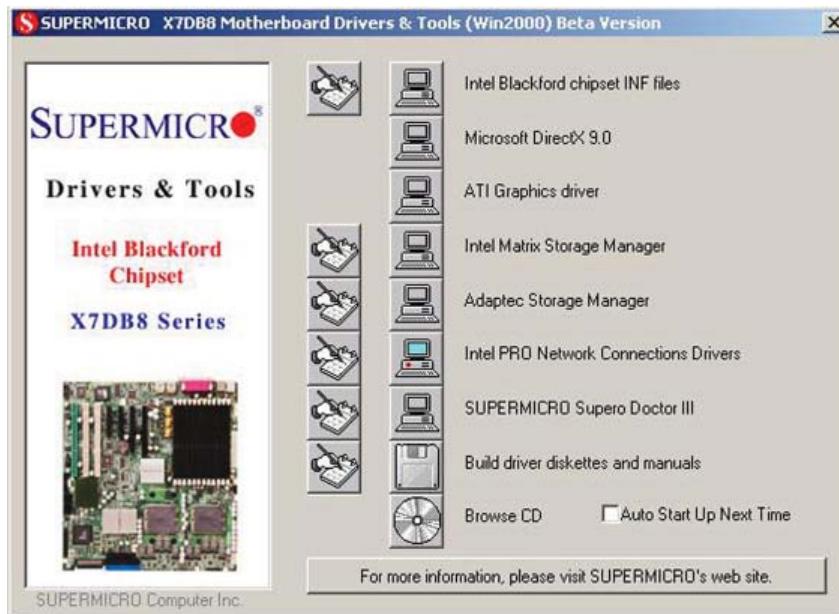 SUPERMICRO X7DB8 Motherboard Drivers & Tools (Win2000) Beta Version
SUPERMICRO®
Drivers & Tools
Intel Blackford
Chipset
X7DB8 Series
SUPERMICRO Computer Inc.
Intel Blackford chipset INF files
Microsoft DirectX 9.0
ATI Graphics driver
Intel Matrix Storage Manager
Adaptec Storage Manager
Intel PRO Network Connections Drivers
SUPERMICRO Supero Doctor III
Build driver diskettes and manuals
Browse CD
Auto Start Up Next Time
For more information, please visit SUPERMICRO's web site.